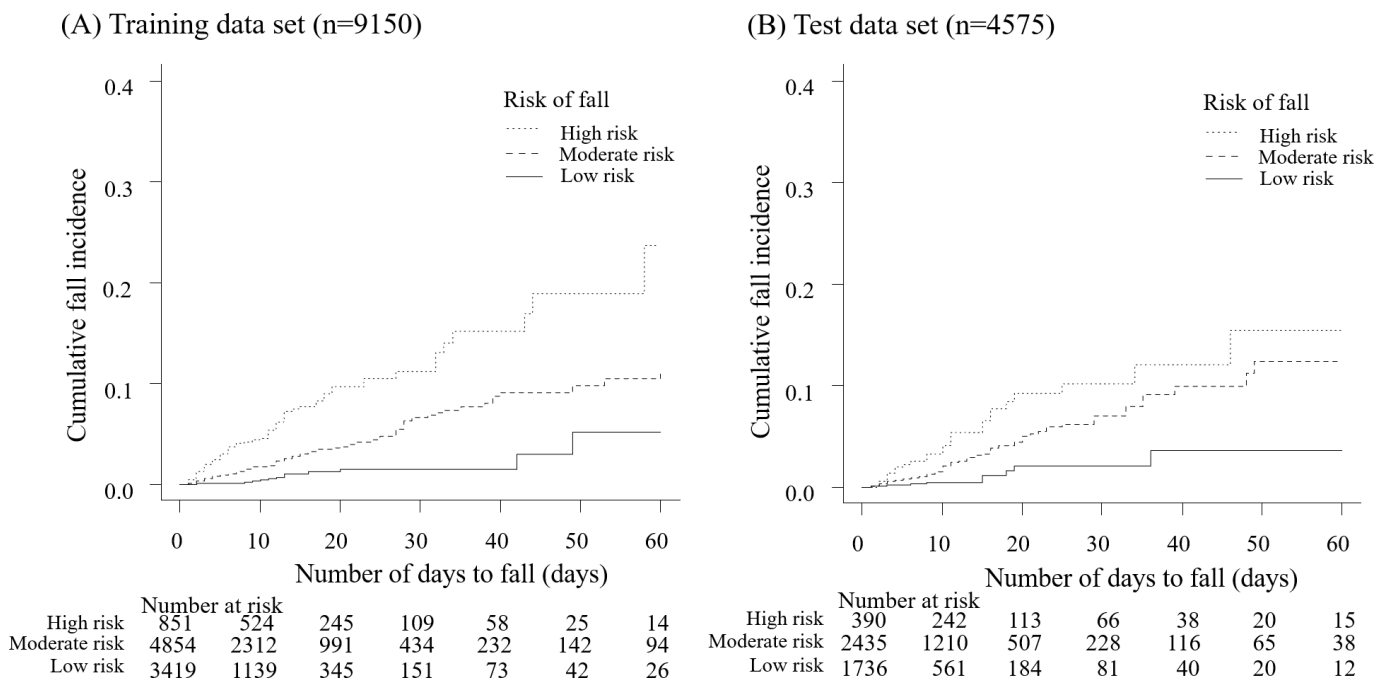 (A) Training data set (n=9150)
Cumulative fall incidence
0.4
0.3
0.2
0.1
0.0
Risk of fall
High risk
Moderate risk
Low risk
0 10 20 30 40 50 60
Number of days to fall (days)
Number at risk
High risk 851 524 245 109 58 25 14
Moderate risk 4854 2312 991 434 232 142 94
Low risk 3419 1139 345 151 73 42 26
(B) Test data set (n=4575)
Cumulative fall incidence
0.4
0.3
0.2
0.1
0.0
Risk of fall
High risk
Moderate risk
Low risk
0 10 20 30 40 50 60
Number of days to fall (days)
Number at risk
High risk 390 242 113 66 38 20 15
Moderate risk 2435 1210 507 228 116 65 38
Low risk 1736 561 184 81 40 20 12